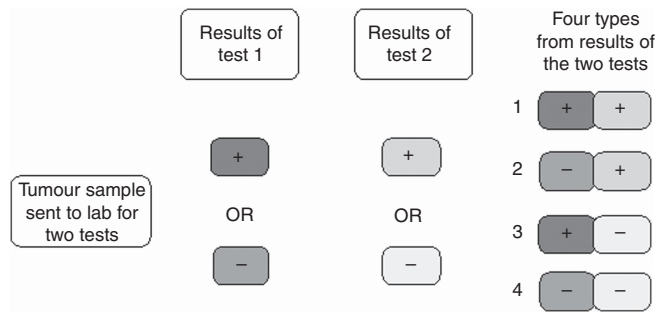 Results of
test 1
Results of
test 2
Four types
from results of
the two tests
1 + +
+ +
2 − +
Tumour sample
sent to lab for
two tests
OR OR
3 + −
− −
4 − −